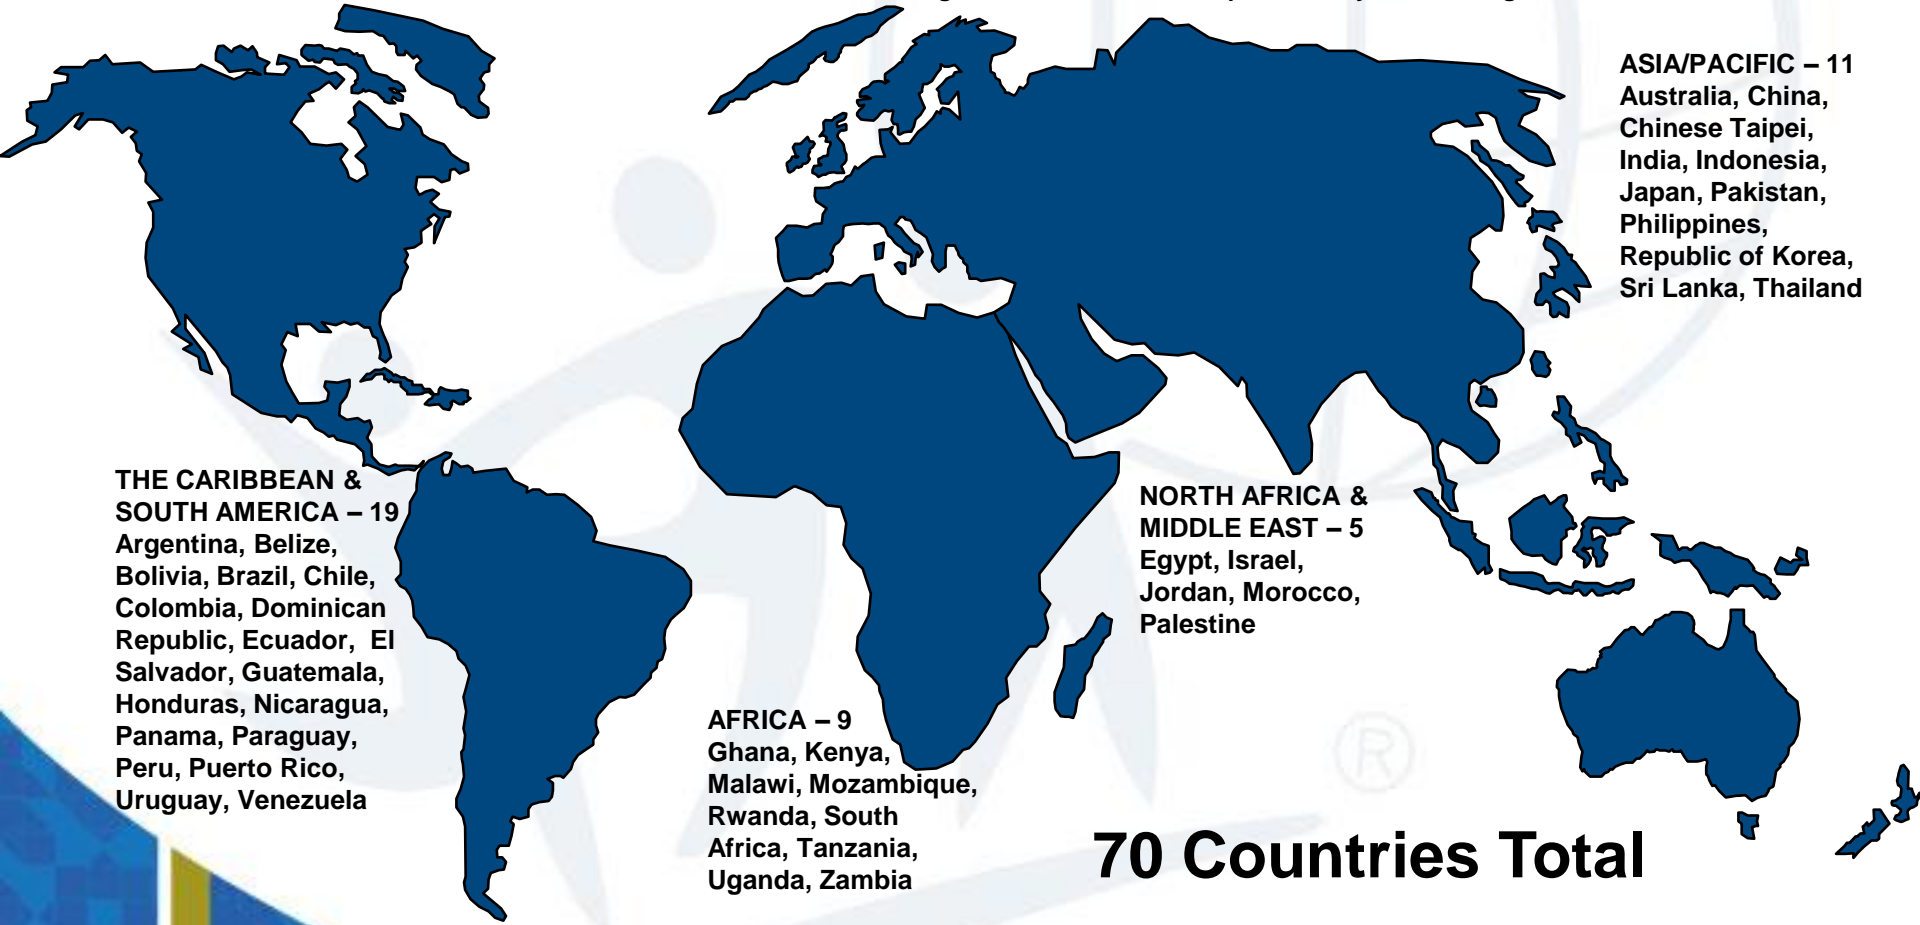 ASIA/PACIFIC – 11
Australia, China,
Chinese Taipei,
India, Indonesia,
Japan, Pakistan,
Philippines,
Republic of Korea,
Sri Lanka, Thailand
THE CARIBBEAN &
SOUTH AMERICA – 19
Argentina, Belize,
Bolivia, Brazil, Chile,
Colombia, Dominican
Republic, Ecuador,  El
Salvador, Guatemala,
Honduras, Nicaragua,
Panama, Paraguay,
Peru, Puerto Rico,
Uruguay, Venezuela
NORTH AFRICA &
MIDDLE EAST – 5
Egypt, Israel,
Jordan, Morocco,
Palestine
AFRICA – 9
Ghana, Kenya,
Malawi, Mozambique,
Rwanda, South
Africa, Tanzania,
Uganda, Zambia
®
70 Countries Total